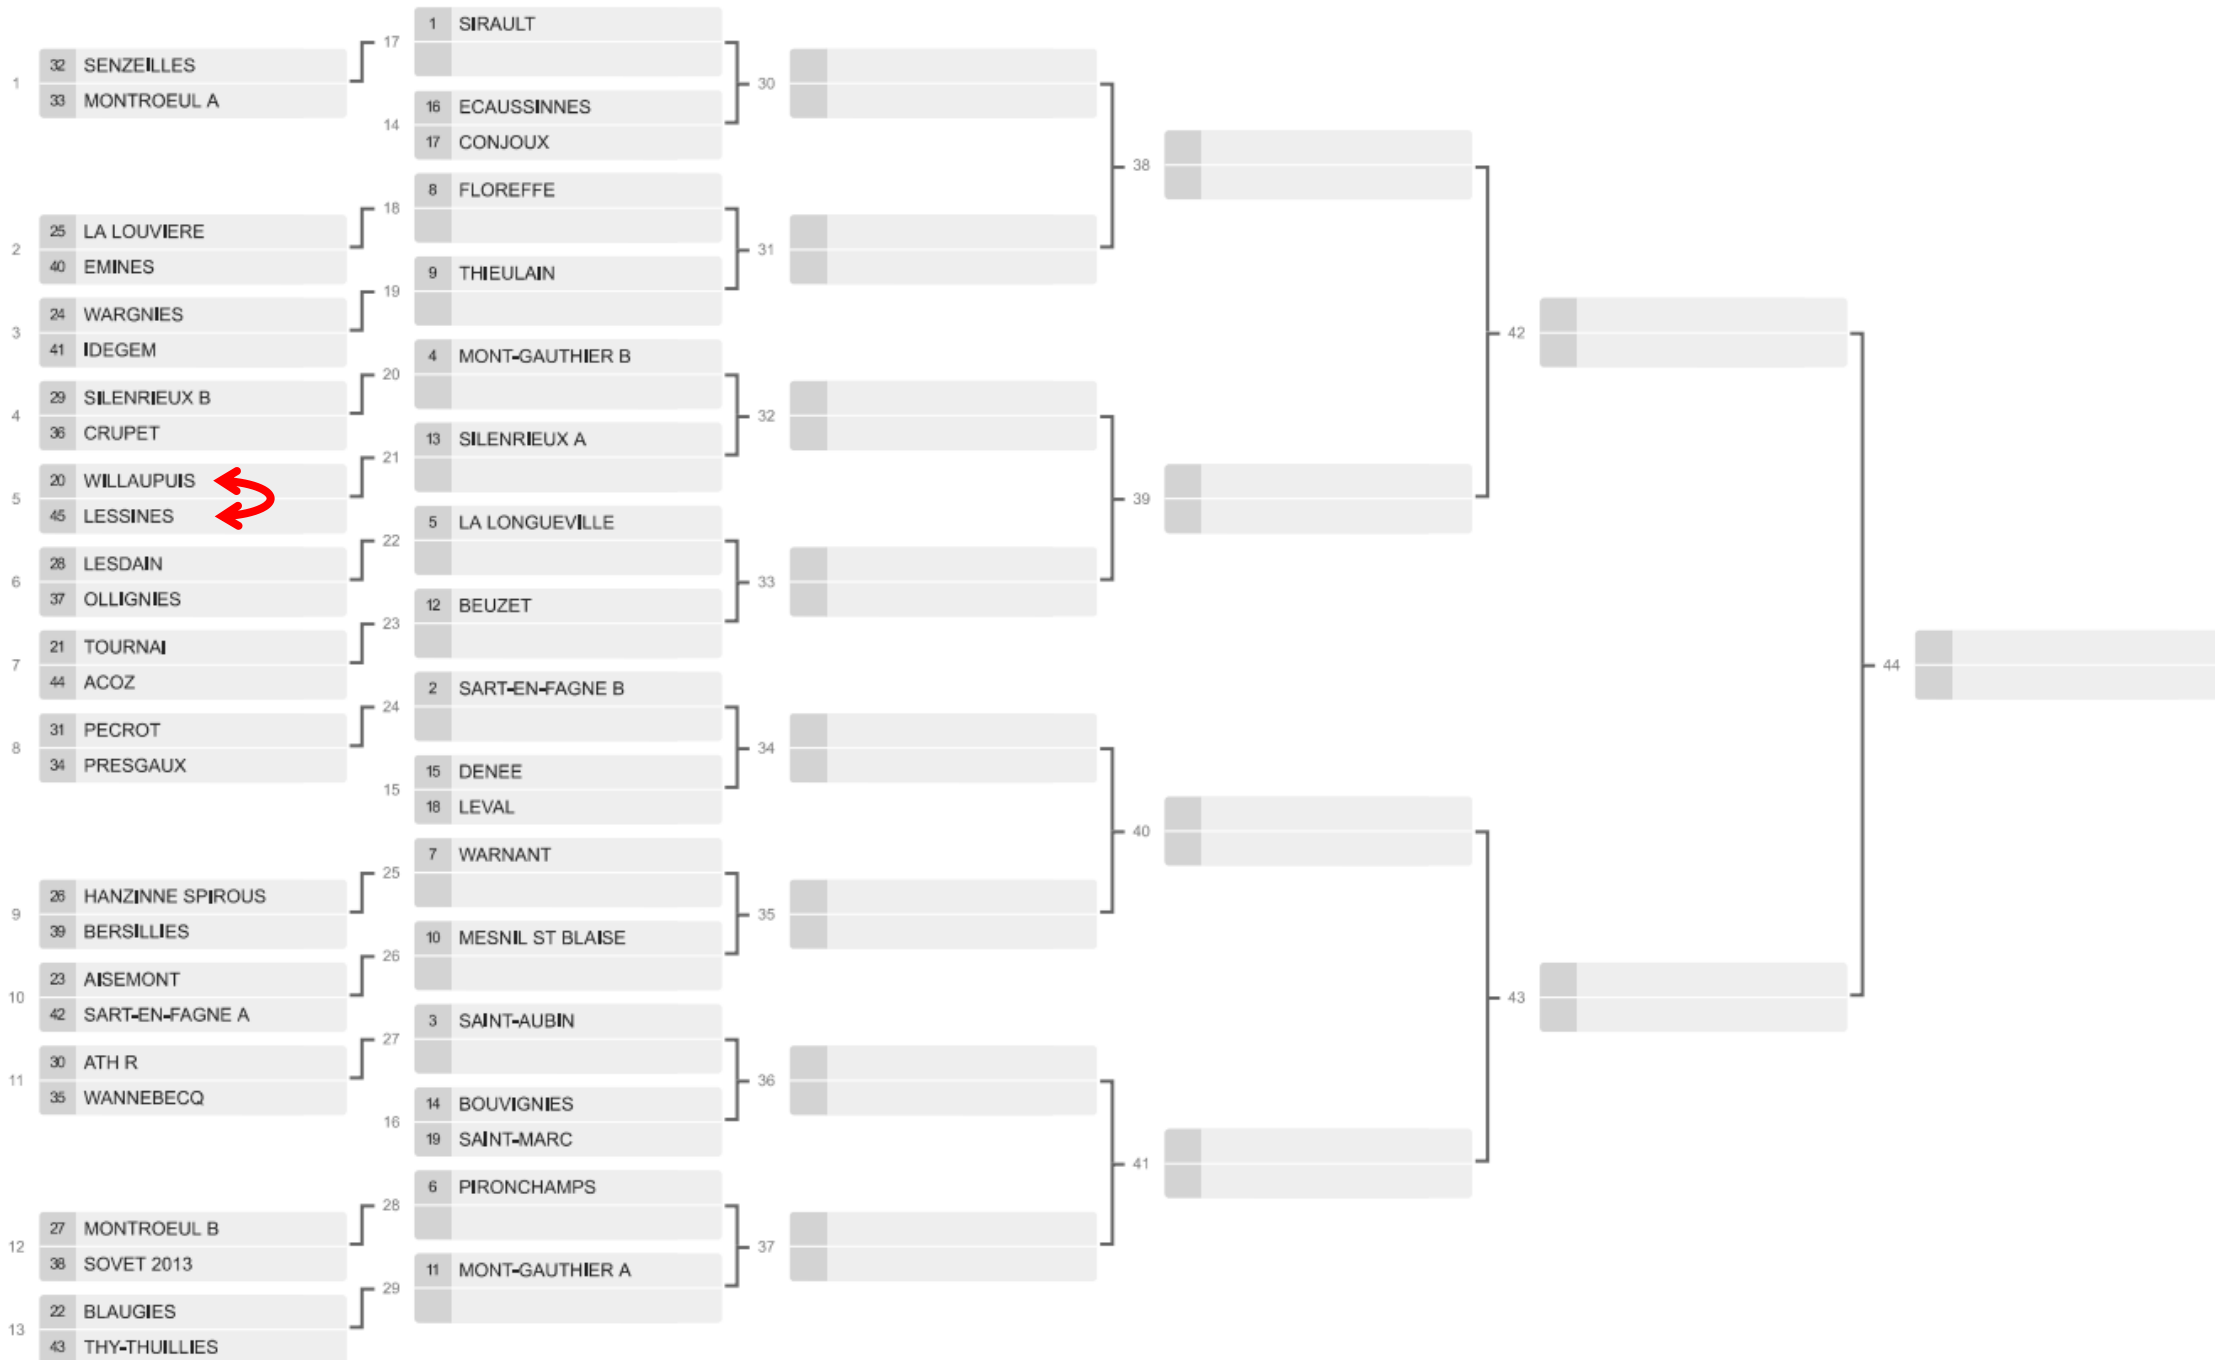 1 SIRAULT
17
32 SENZEILLES
1
33 MONTROEUL A
30
16 ECAUSSINNES
14
17 CONJOUX
38
8 FLOREFFE
18
25 LA LOUVIERE
2
40 EMINES
31
9 THIEULAIN
19
24 WARGNIES
3
41 IDEGEM
42
4 MONT-GAUTHIER B
20
29 SILENRIEUX B
4
36 CRUPET
32
13 SILENRIEUX A
21
20 WILLAUPUIS
5
45 LESSINES
39
5 LA LONGUEVILLE
22
28 LESDAIN
6
37 OLLIGNIES
33
12 BEUZET
23
21 TOURNAI
7
44 ACOZ
44
2 SART-EN-FAGNE B
24
31 PECROT
8
34 PRESGAUX
34
15 DENEE
15
18 LEVAL
40
7 WARNANT
25
26 HANZINNE SPIROUS
9
39 BERSILLIES
35
10 MESNIL ST BLAISE
26
23 AISEMONT
10
42 SART-EN-FAGNE A
43
3 SAINT-AUBIN
27
30 ATH R
11
35 WANNEBECQ
36
14 BOUVIGNIES
16
19 SAINT-MARC
41
6 PIRONCHAMPS
28
27 MONTROEUL B
12
38 SOVET 2013
37
11 MONT-GAUTHIER A
29
22 BLAUGIES
13
43 THY-THUILLIES